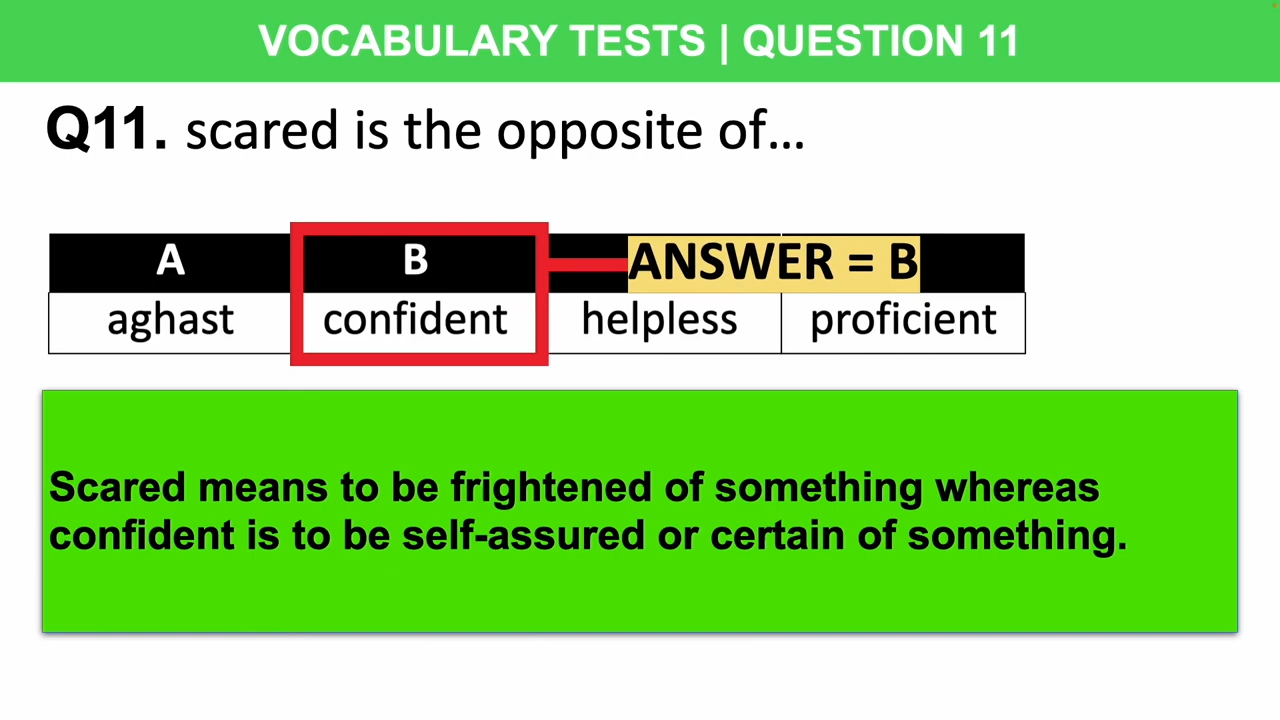 VOCABULARY TESTS | QUESTION 11
Q11. scared is the opposite of...
A B ANSWER = B
aghast confident helpless proficient
Scared means to be frightened of something whereas
confident is to be self-assured or certain of something.